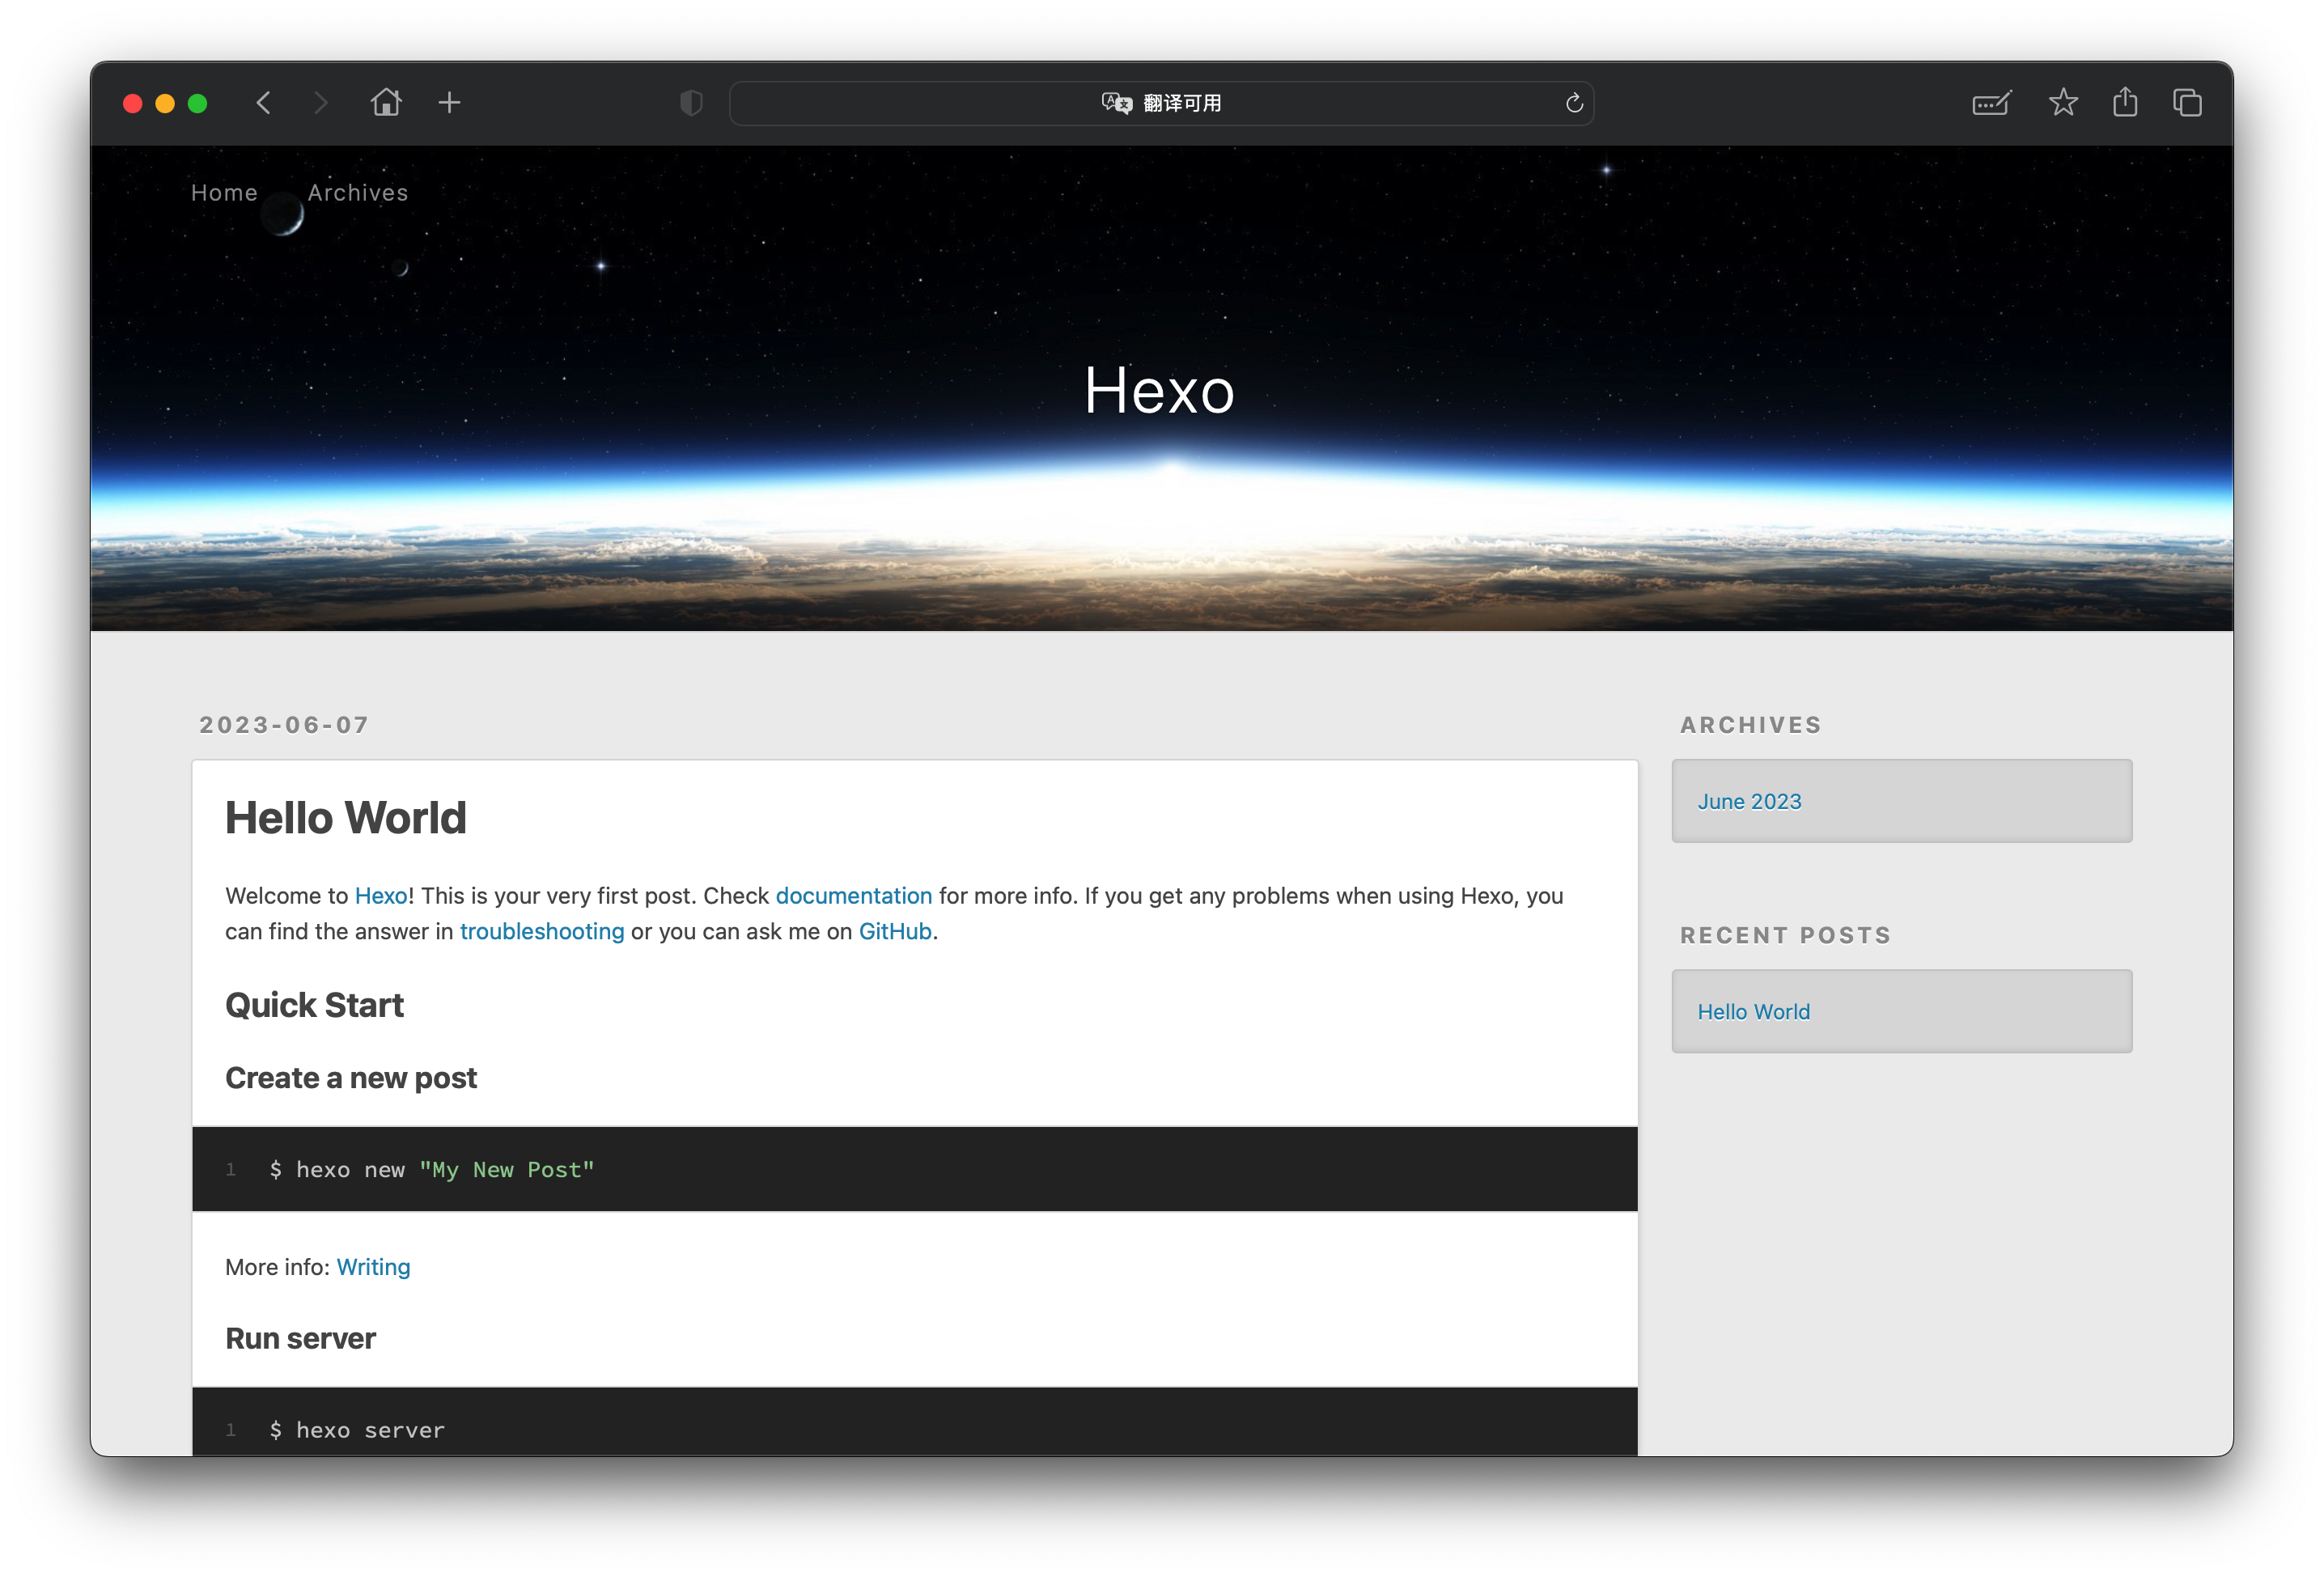 翻译可用
Home Archives
Hexo
2023-06-07
Hello World
Welcome to Hexo! This is your very first post. Check documentation for more info. If you get any problems when using Hexo, you
can find the answer in troubleshooting or you can ask me on GitHub.
Quick Start
Create a new post
1 $ hexo new "My New Post"
More info: Writing
Run server
1 $ hexo server
ARCHIVES
June 2023
RECENT POSTS
Hello World